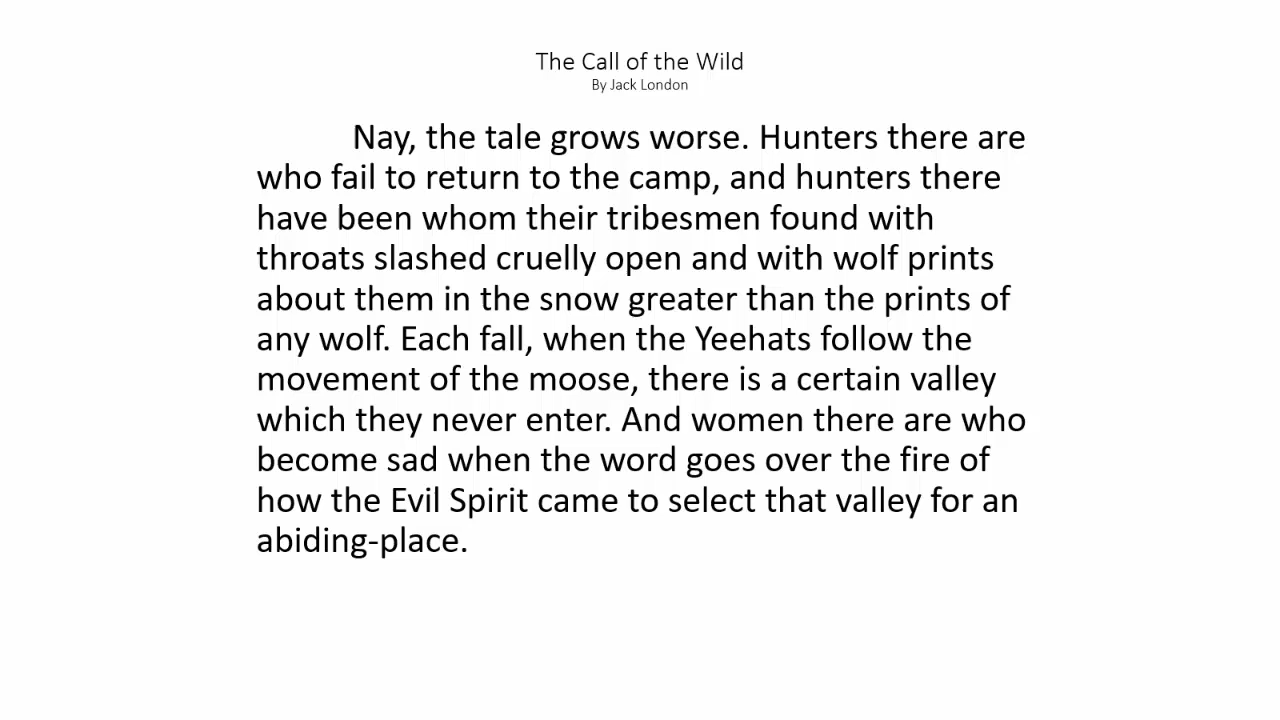 The Call of the Wild
By Jack London
Nay, the tale grows worse. Hunters there are
who fail to return to the camp, and hunters there
have been whom their tribesmen found with
throats slashed cruelly open and with wolf prints
about them in the snow greater than the prints of
any wolf. Each fall, when the Yeehats follow the
movement of the moose, there is a certain valley
which they never enter. And women there are who
become sad when the word goes over the fire of
how the Evil Spirit came to select that valley for an
abiding-place.